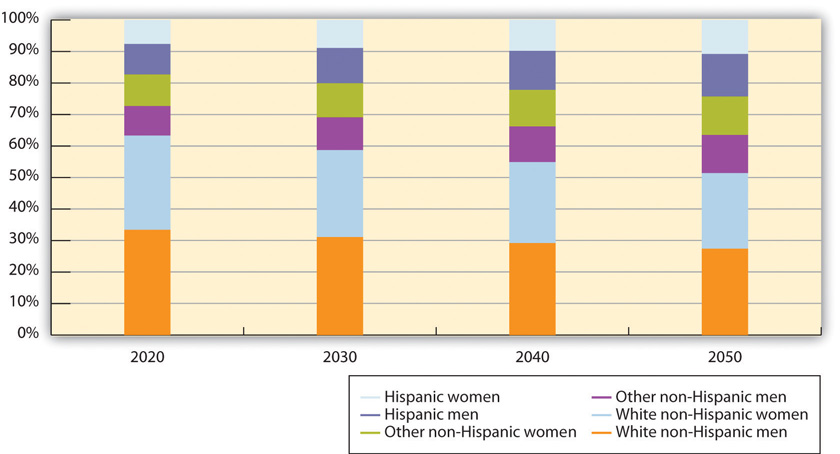 100%
90%
80%
70%
60%
50%
40%
30%
20%
10%
0%
2020 2030 2040 2050
Hispanic women Other non-Hispanic men
Hispanic men White non-Hispanic women
Other non-Hispanic women White non-Hispanic men